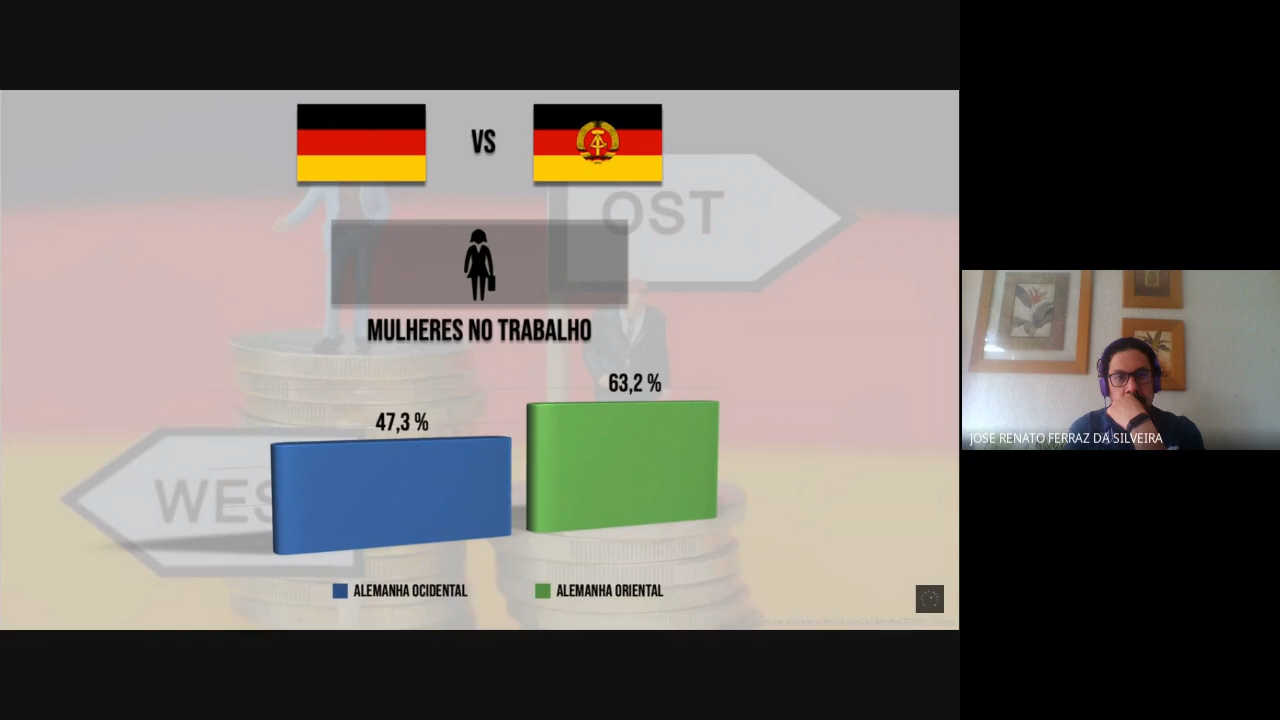 VS
OST
MULHERES NO TRABALHO
63,2 %
47,3 %
WES
ALEMANHA OCIDENTAL
ALEMANHA ORIENTAL
JOSE RENATO FERRAZ DA SILVEIRA